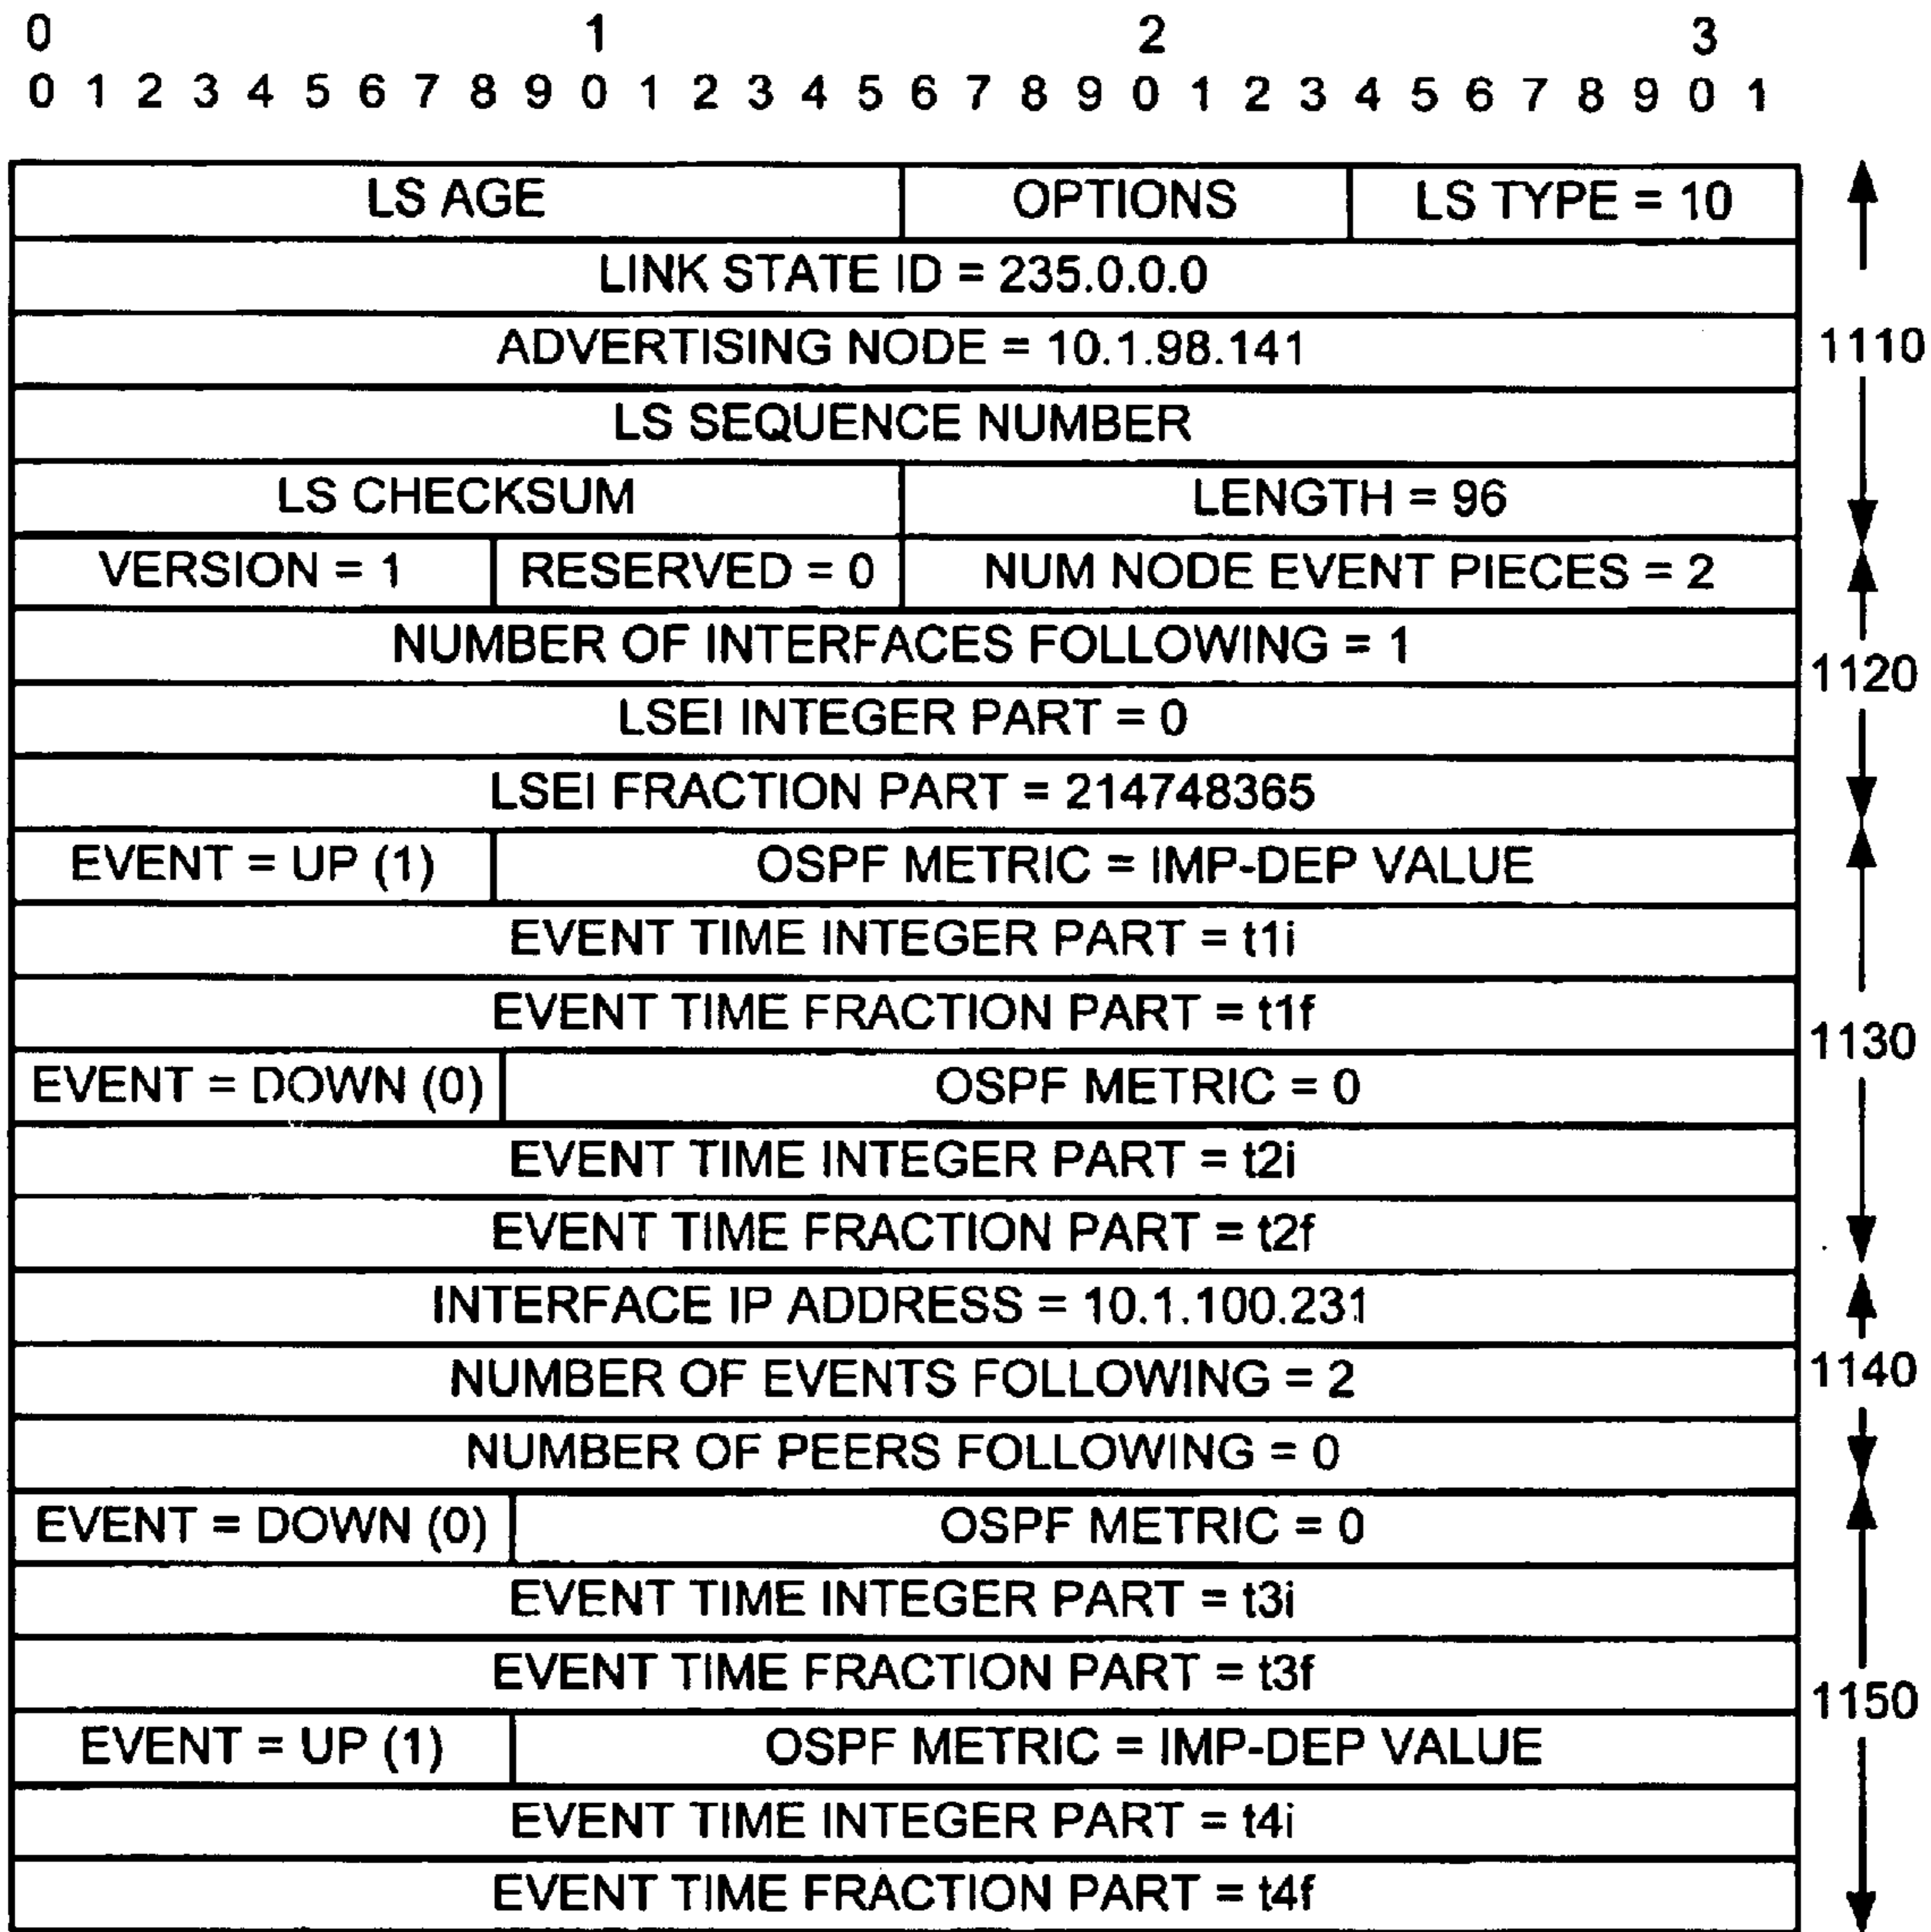 0 1 2 3
0 1 2 3 4 5 6 7 8 9 0 1 2 3 4 5 6 7 8 9 0 1 2 3 4 5 6 7 8 9 0 1
LS AGE OPTIONS LS TYPE = 10
LINK STATE ID = 235.0.0.0
ADVERTISING NODE = 10.1.98.141 1110
LS SEQUENCE NUMBER
LS CHECKSUM LENGTH = 96
VERSION = 1 RESERVED = 0 NUM NODE EVENT PIECES = 2
NUMBER OF INTERFACES FOLLOWING = 1
1120
LSEI INTEGER PART = 0
LSEI FRACTION PART = 214748365
EVENT = UP (1) OSPF METRIC = IMP-DEP VALUE
EVENT TIME INTEGER PART = t1i
EVENT TIME FRACTION PART = t1f
1130
EVENT = DOWN (0) OSPF METRIC = 0
EVENT TIME INTEGER PART = t2i
EVENT TIME FRACTION PART = t2f
INTERFACE IP ADDRESS = 10.1.100.231
NUMBER OF EVENTS FOLLOWING = 2 1140
NUMBER OF PEERS FOLLOWING = 0
EVENT = DOWN (0) OSPF METRIC = 0
EVENT TIME INTEGER PART = t3i
EVENT TIME FRACTION PART = t3f
1150
EVENT = UP (1) OSPF METRIC = IMP-DEP VALUE
EVENT TIME INTEGER PART = t4i
EVENT TIME FRACTION PART = t4f